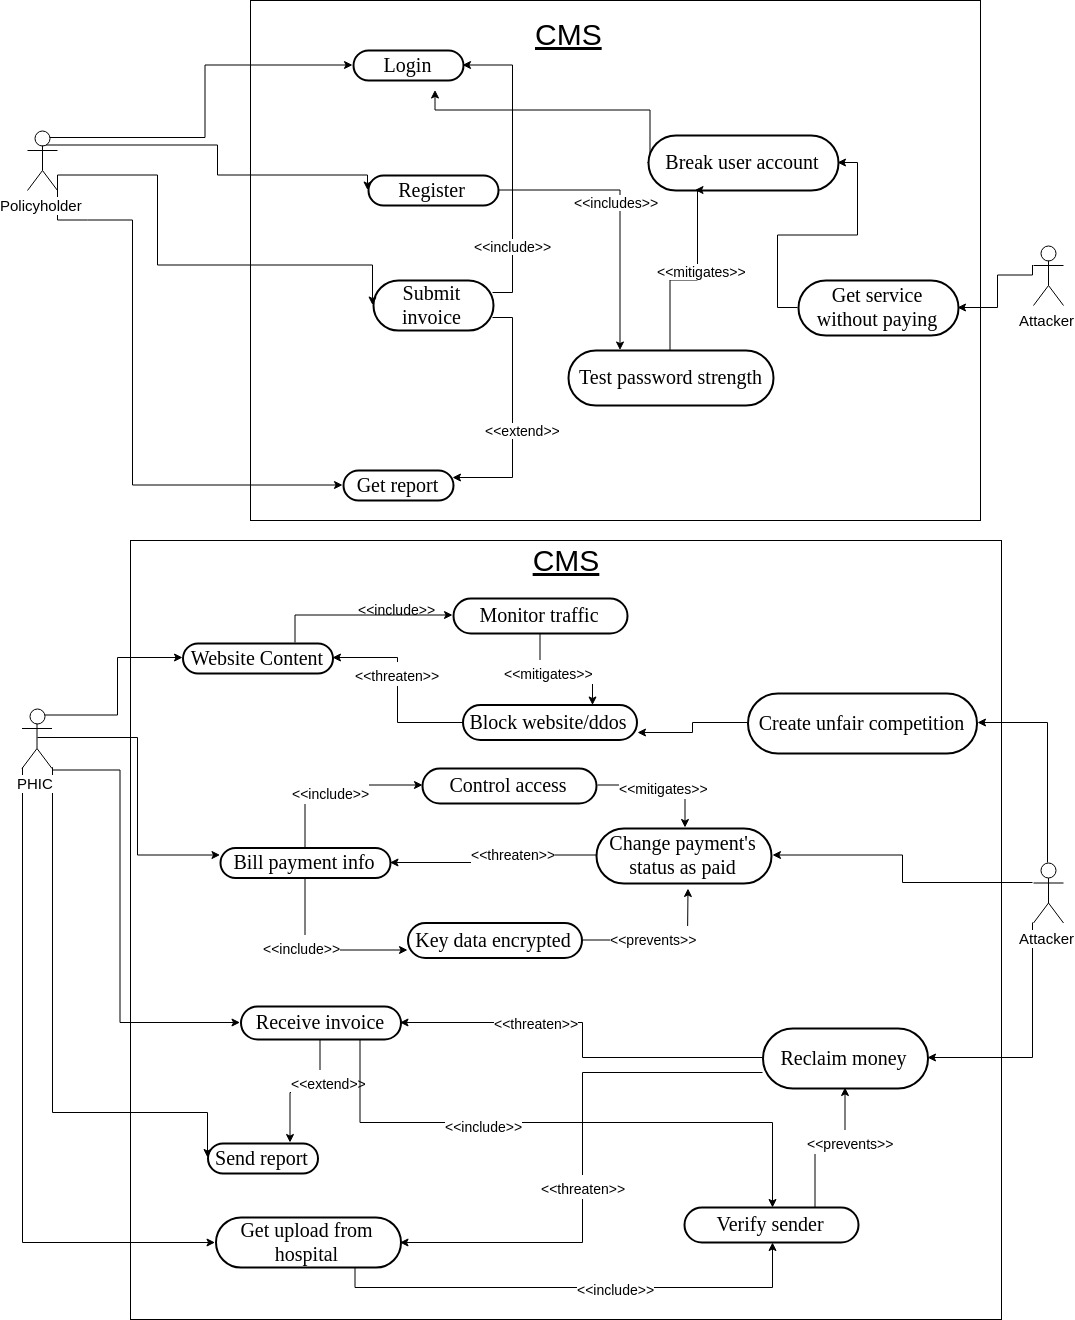 CMS
Login
Break user account
Register
<<includes>>
Policyholder
<<include>>
<<mitigates>>
Submit
invoice
Get service
without paying
Attacker
Test password strength
<<extend>>
Get report
CMS
<<include>>
Monitor traffic
Website Content
<<threaten>>
<<mitigates>>
Block website/ddos
Create unfair competition
PHIC
<<include>>
Control access
<<mitigates>>
Bill payment info
<<threaten>>
Change payment's
status as paid
<<include>>
Key data encrypted
<<prevents>>
Attacker
Receive invoice
<<threaten>>
Reclaim money
<<extend>>
<<include>>
<<prevents>>
Send report
<<threaten>>
Get upload from
hospital
Verify sender
<<include>>